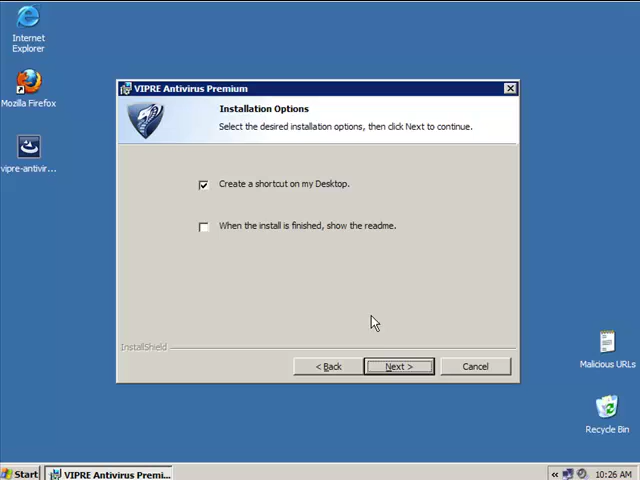 Internet
Explorer
Mozilla Firefox
vipre-antivir...
VIPRE Antivirus Premium
Installation Options
Select the desired installation options, then click Next to continue.
Create a shortcut on my Desktop.
When the install is finished, show the readme.
InstallShield
< Back
Next >
Cancel
Malicious URLs
Recycle Bin
Start
VIPRE Antivirus Premi...
«
10:26 AM